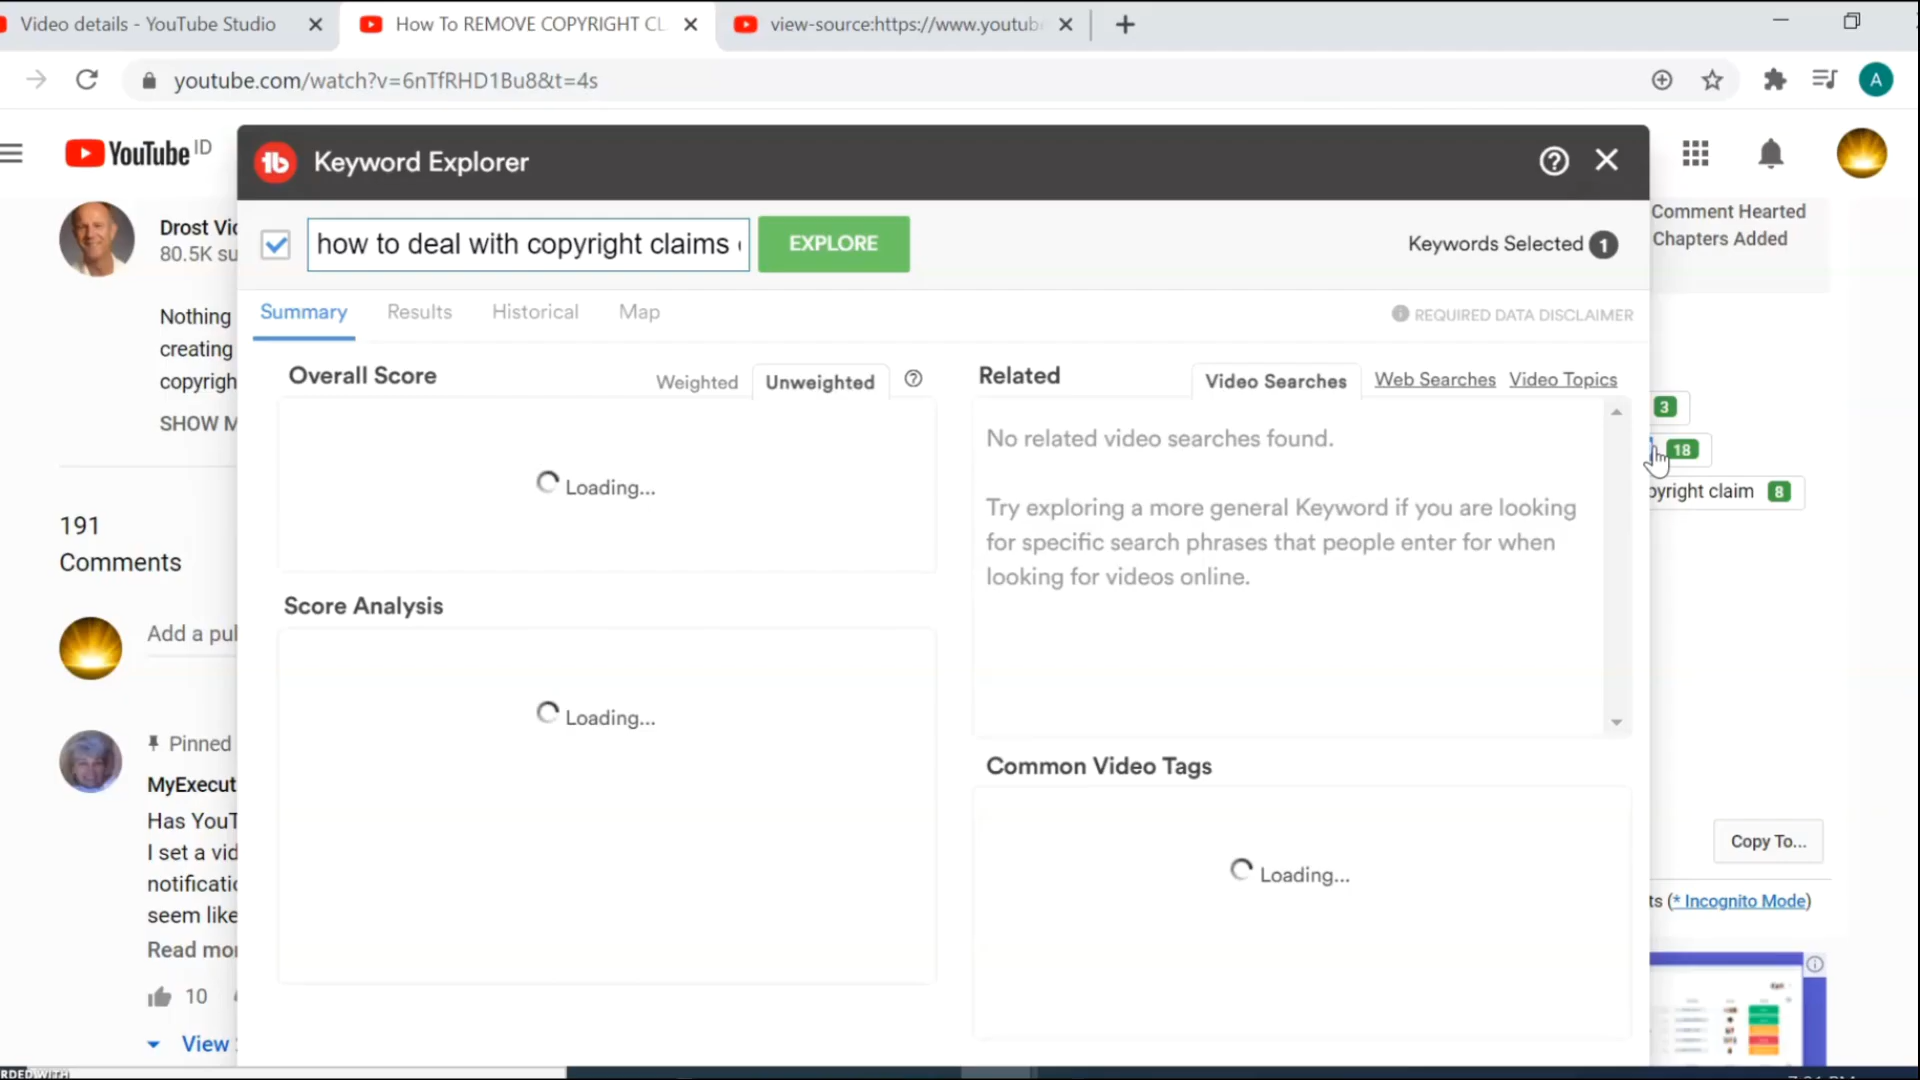 Video details - YouTube Studio
How To REMOVE COPYRIGHT CL
view-source:https://www.youtub
youtube.com/watch?v=6nTfRHD1Bu8&t=4s
A
YouTube ID
Keyword Explorer
how to deal with copyright claims
EXPLORE
Keywords Selected 1
Comment Hearted
Chapters Added
Drost Vid
80.5K su
Summary
Results
Historical
Map
REQUIRED DATA DISCLAIMER
Nothing
creating
copyrigh
SHOW M
Overall Score
Weighted
Unweighted
Related
Video Searches
Web Searches
Video Topics
Loading...
No related video searches found.
Try exploring a more general Keyword if you are looking
for specific search phrases that people enter for when
looking for videos online.
3
18
pyright claim 8
191
Comments
Add a pul
Score Analysis
Loading...
Common Video Tags
Loading...
Pinned
MyExecut
Has YouT
I set a vid
notificatio
seem like
Read mor
10
View
Copy To...
ts (* Incognito Mode)
RDED WITH